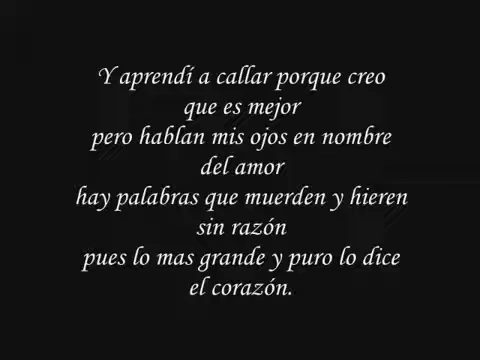 Y aprendí a callar porque creo
que es mejor
pero hablan mis ojos en nombre
del amor
hay palabras que muerden y hieren
sin razón
pues lo mas grande y puro lo dice
el corazón.